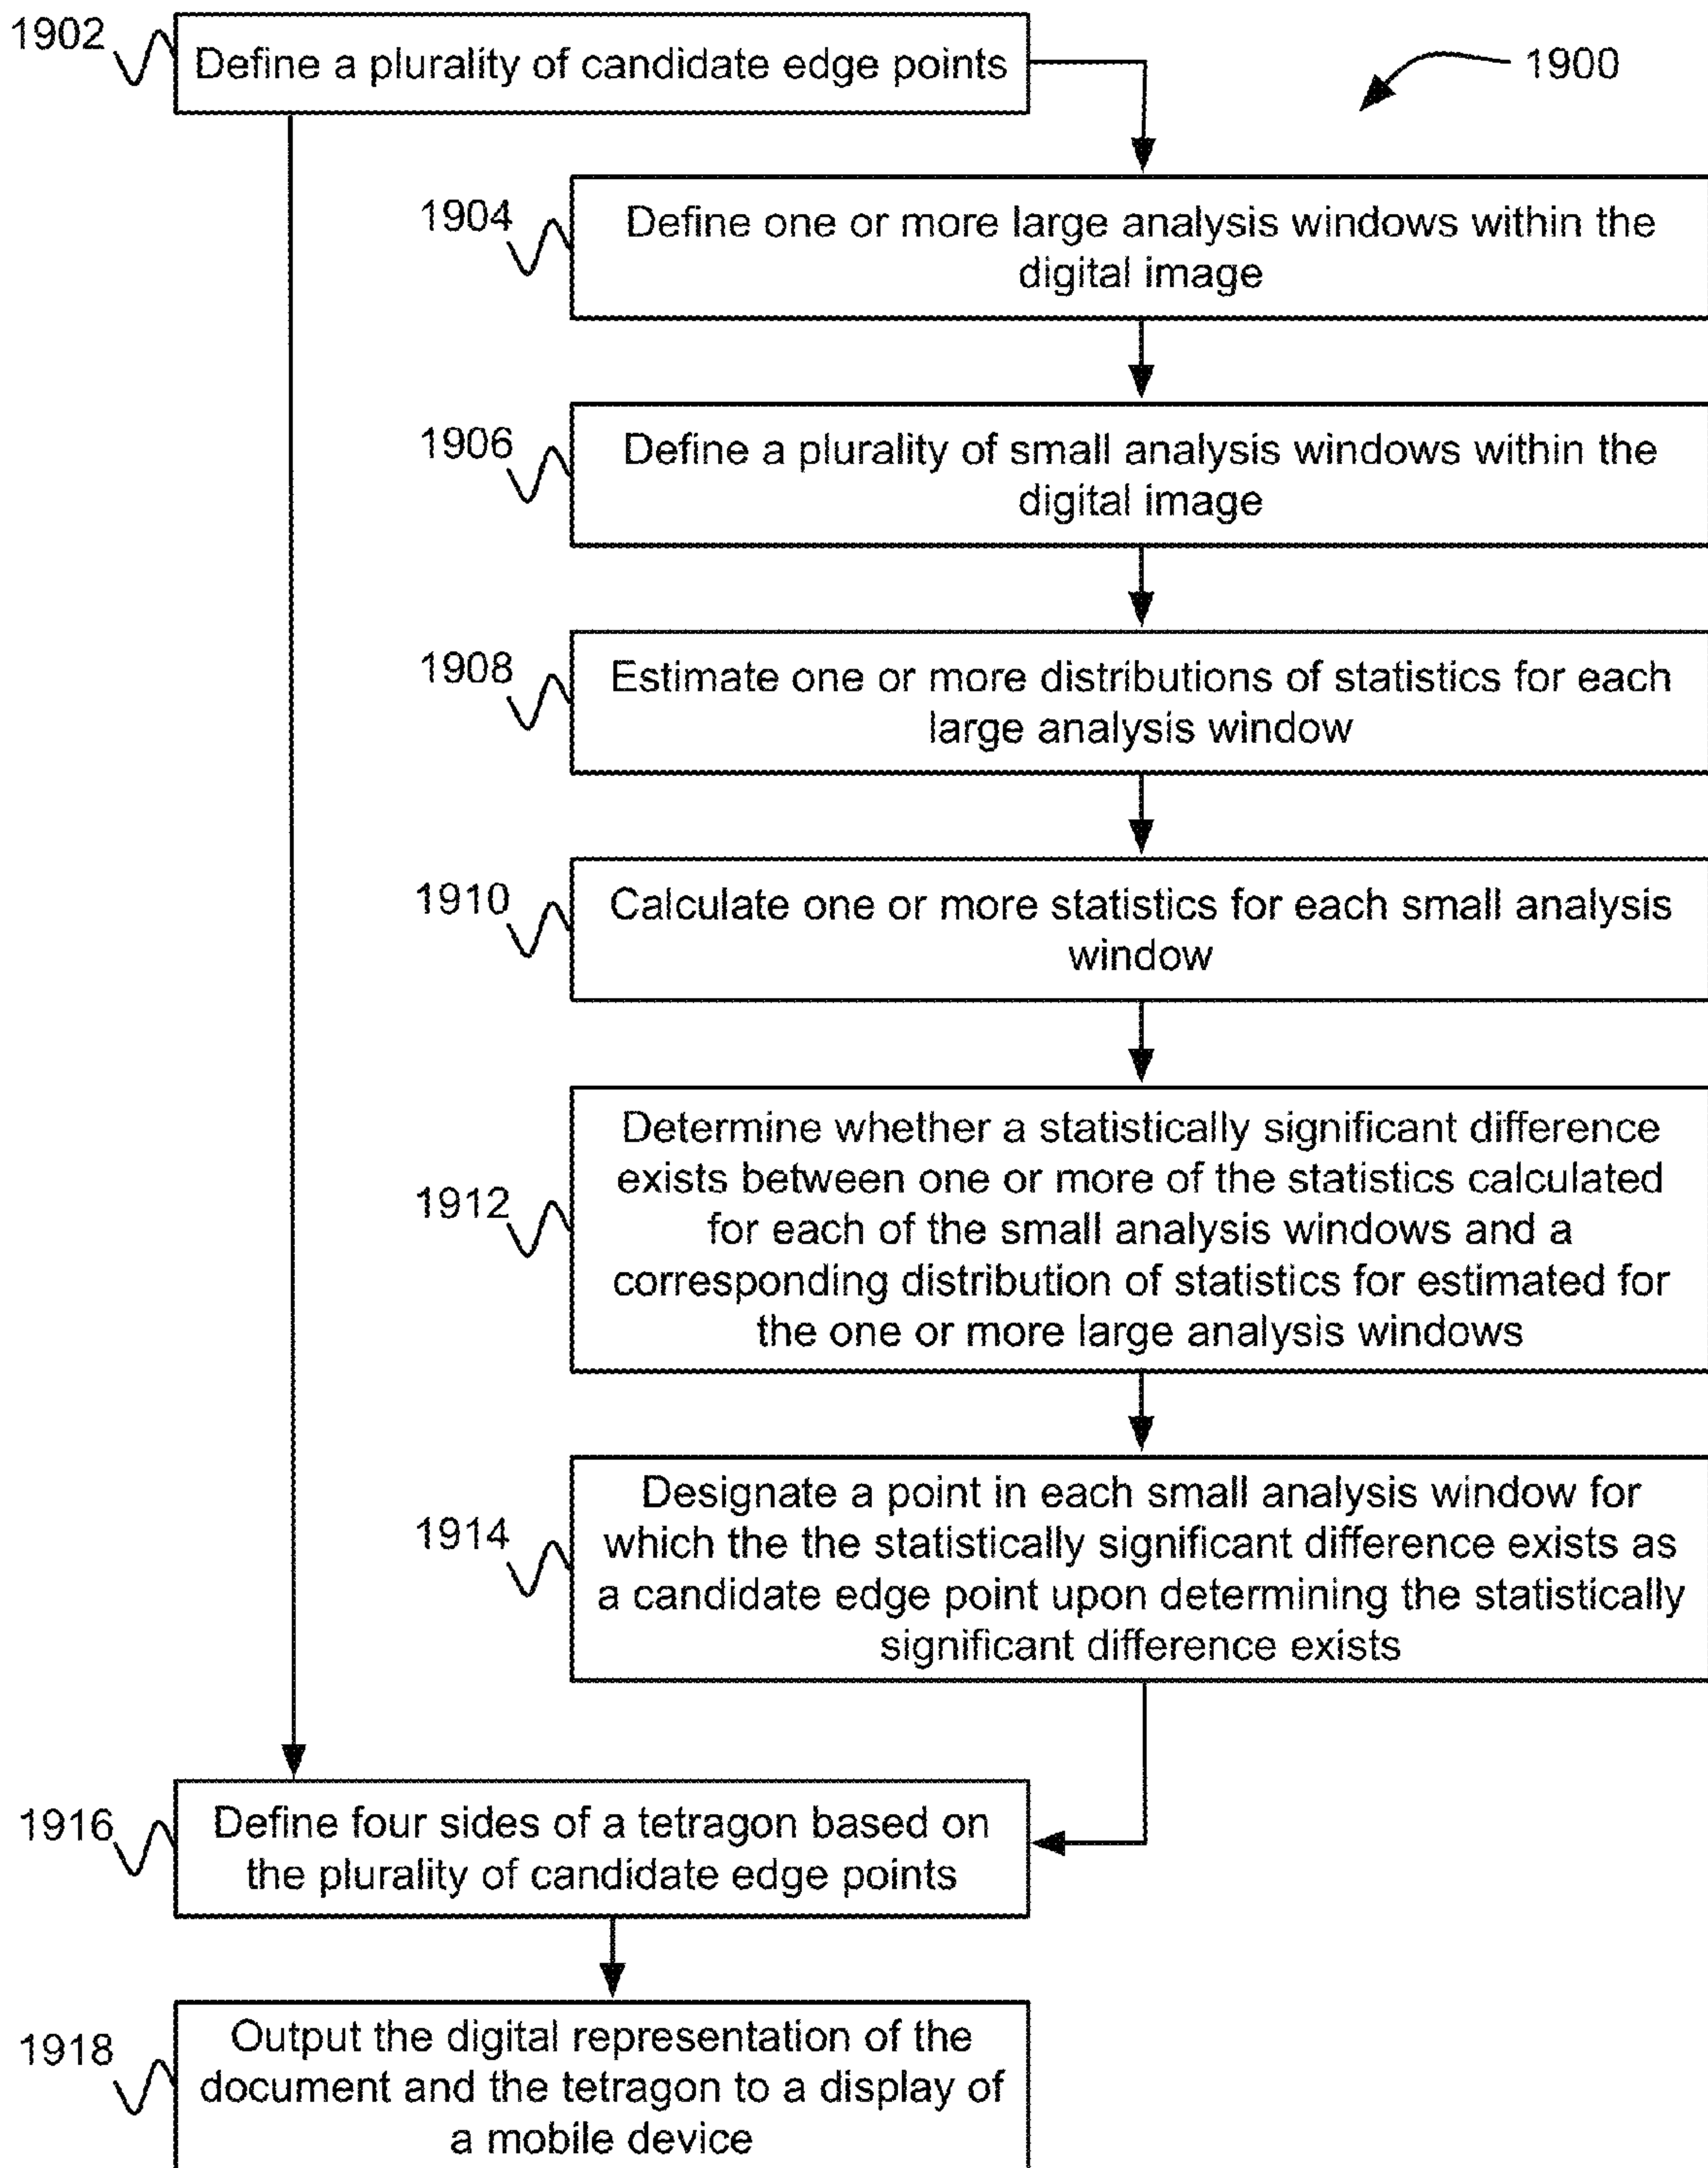 1902
Define a plurality of candidate edge points
1900
1904
Define one or more large analysis windows within the
digital image
1906
Define a plurality of small analysis windows within the
digital image
1908
Estimate one or more distributions of statistics for each
large analysis window
1910
Calculate one or more statistics for each small analysis
window
1912
Determine whether a statistically significant difference
exists between one or more of the statistics calculated
for each of the small analysis windows and a
corresponding distribution of statistics for estimated for
the one or more large analysis windows
1914
Designate a point in each small analysis window for
which the the statistically significant difference exists as
a candidate edge point upon determining the statistically
significant difference exists
1916
Define four sides of a tetragon based on
the plurality of candidate edge points
1918
Output the digital representation of the
document and the tetragon to a display of
a mobile device